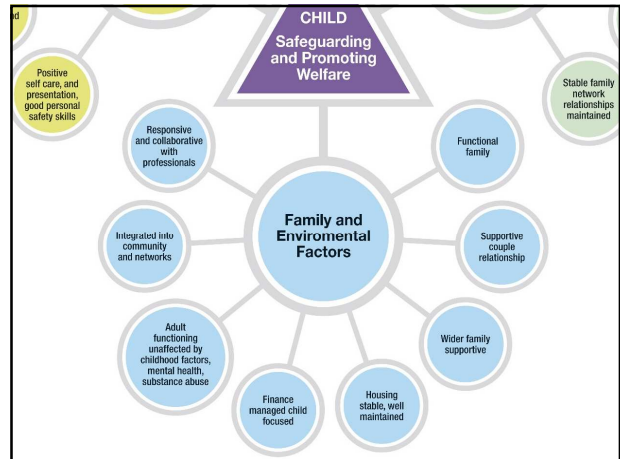 CHILD
Safeguarding
and Promoting
Welfare
Positive
self care, and
presentation,
good personal
safety skills
Stable family
network
relationships
maintained
Responsive
and collaborative
with
professionals
Functional
family
Family and
Enviromental
Factors
Integrated into
community
and networks
Supportive
couple
relationship
Adult
functioning
unaffected by
childhood factors,
mental health,
substance abuse
Wider family
supportive
Finance
managed child
focused
Housing
stable, well
maintained